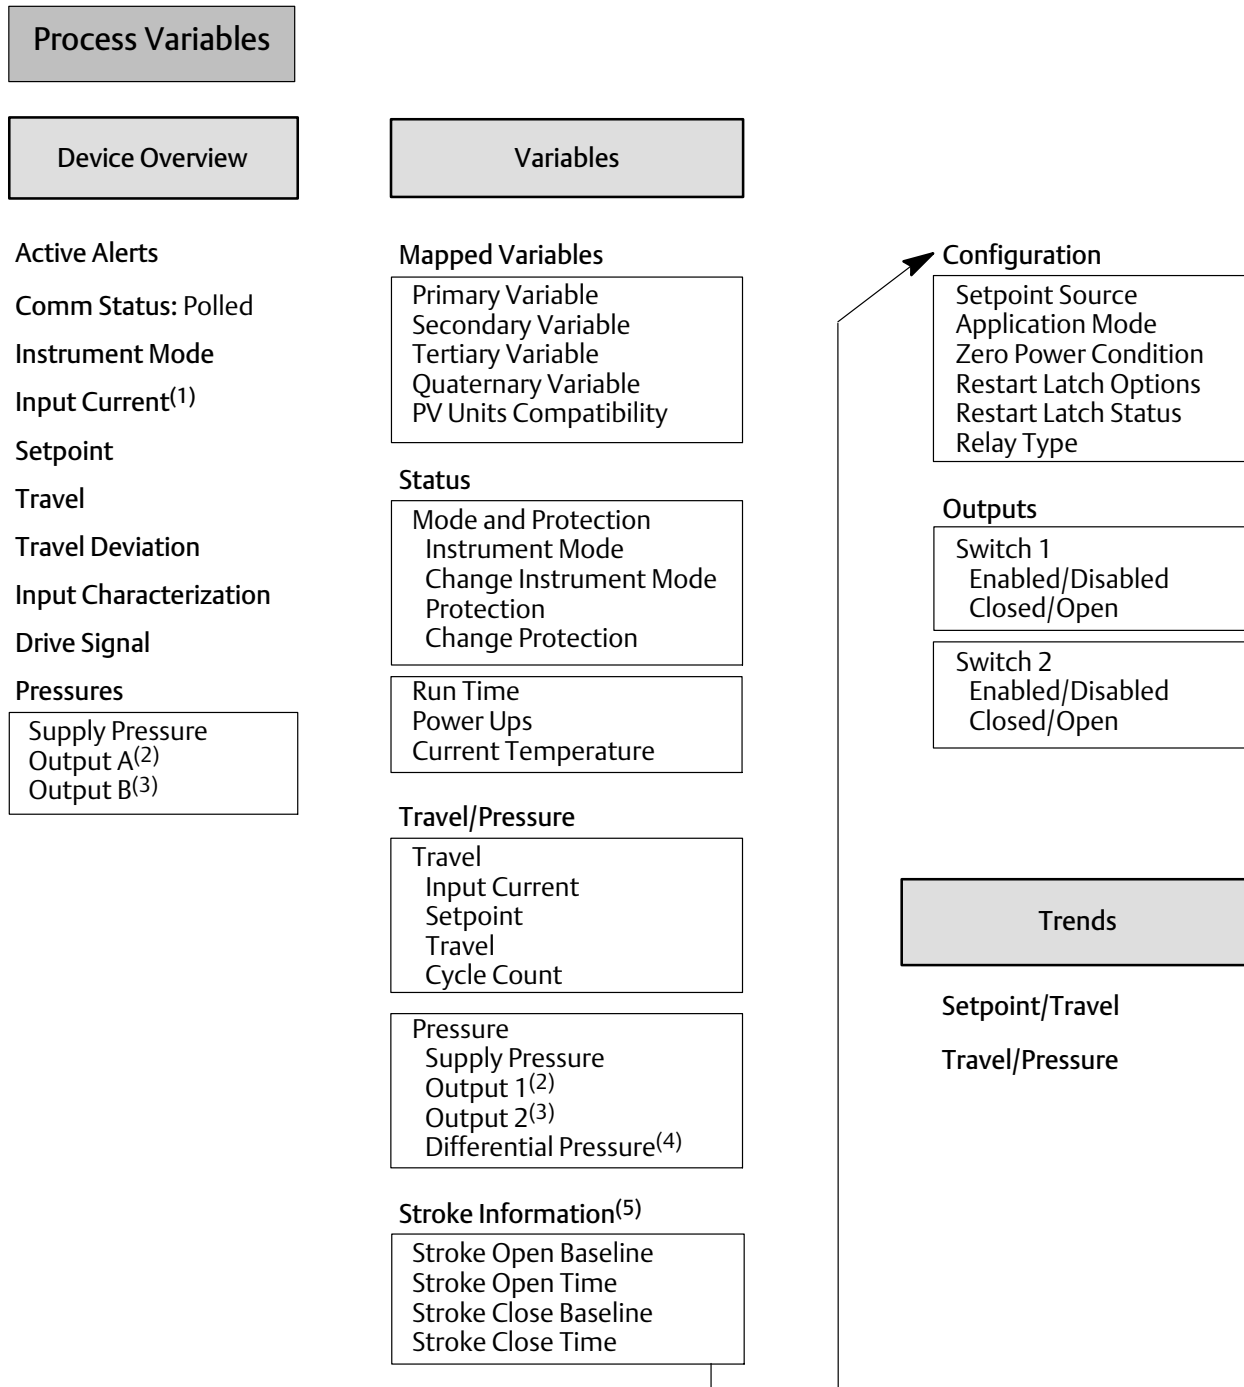 Process Variables
Device Overview
Active Alerts
Comm Status: Polled
Instrument Mode
Input Current(1)
Setpoint
Travel
Travel Deviation
Input Characterization
Drive Signal
Pressures
Supply Pressure
Output A(2)
Output B(3)
Variables
Mapped Variables
Primary Variable
Secondary Variable
Tertiary Variable
Quaternary Variable
PV Units Compatibility
Status
Mode and Protection
Instrument Mode
Change Instrument Mode
Protection
Change Protection
Run Time
Power Ups
Current Temperature
Travel/Pressure
Travel
Input Current
Setpoint
Travel
Cycle Count
Pressure
Supply Pressure
Output 1(2)
Output 2(3)
Differential Pressure(4)
Stroke Information(5)
Stroke Open Baseline
Stroke Open Time
Stroke Close Baseline
Stroke Close Time
Configuration
Setpoint Source
Application Mode
Zero Power Condition
Restart Latch Options
Restart Latch Status
Relay Type
Outputs
Switch 1
Enabled/Disabled
Closed/Open
Switch 2
Enabled/Disabled
Closed/Open
Trends
Setpoint/Travel
Travel/Pressure